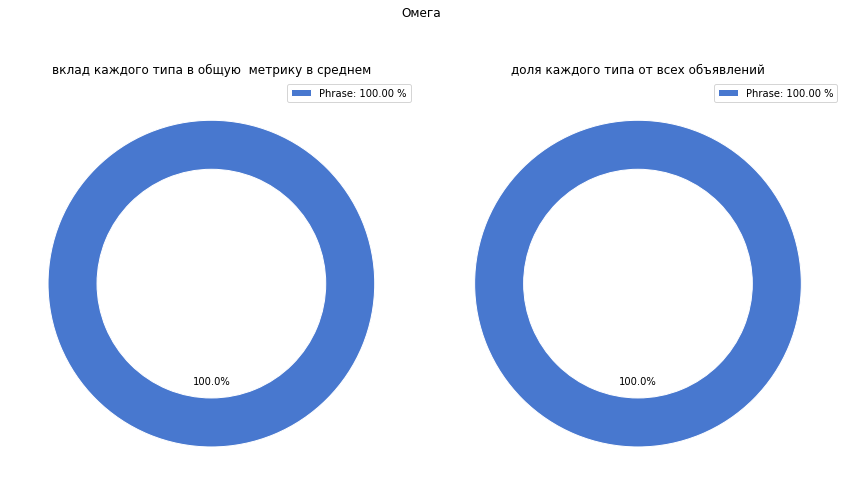 Омега
вклад каждого типа в общую  метрику в среднем
Phrase: 100.00 %
100.0%
доля каждого типа от всех объявлений
Phrase: 100.00 %
100.0%